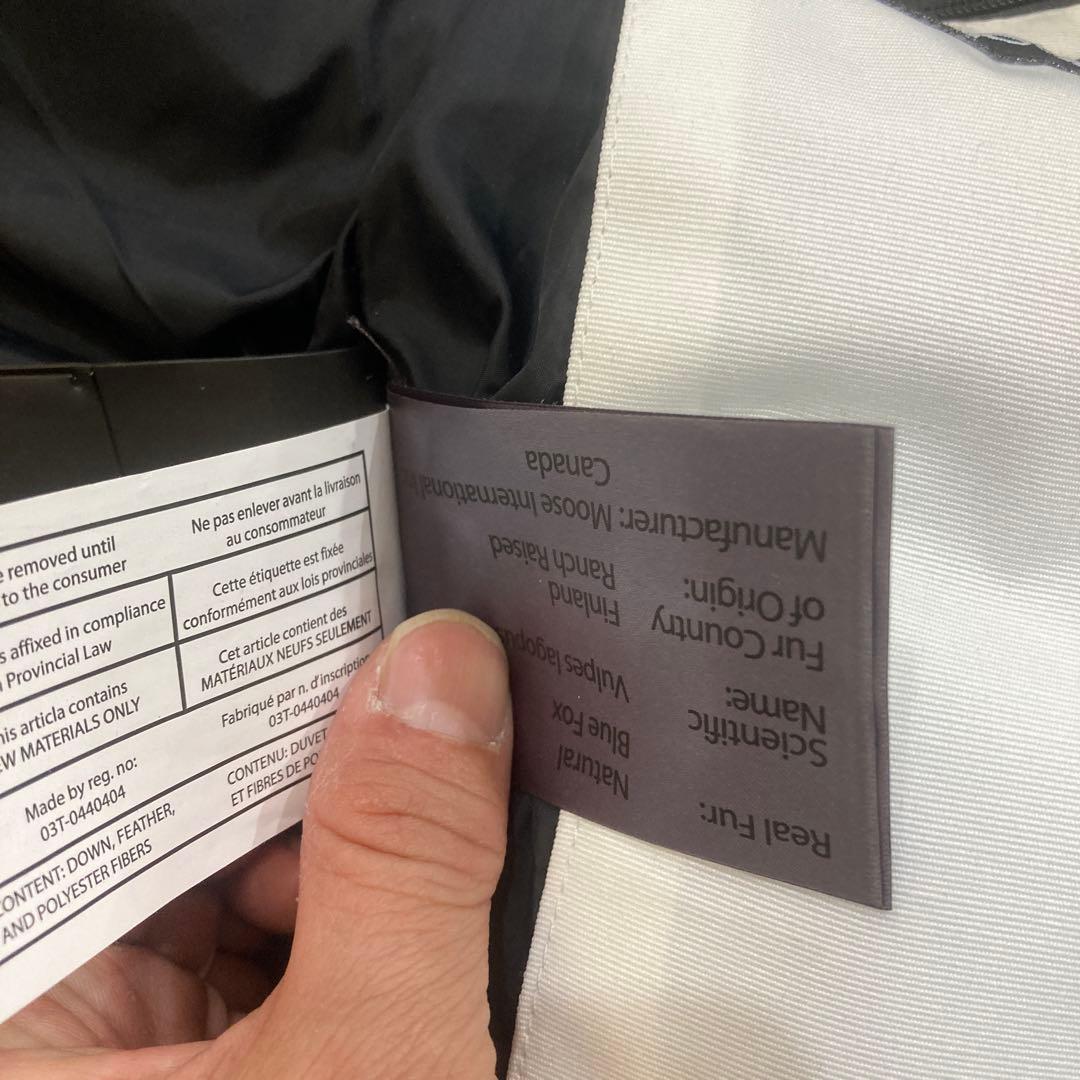 e removed until
to the consumer
Ne pas enlever avant la livraison
au consommateur
s affixed in compliance
Provincial Law
Cette étiquette est fixée
conformément aux lois provinciales
his articla contains
W MATERIALS ONLY
Cet article contient des
MATÉRIAUX NEUFS SEULEMENT
Made by reg. no:
03T-0440404
Fabriqué par n. d'inscriptio
03T-0440404
CONTENT: DOWN, FEATHER,
AND POLYESTER FIBERS
CONTENU: DUVET
ET FIBRES DE PO
Real Fur: Natural
Blue Fox
Scientific Vulpes lagopus
Name:
Fur Country Finland
of Origin: Ranch Raised
Manufacturer: Moose International
Canada